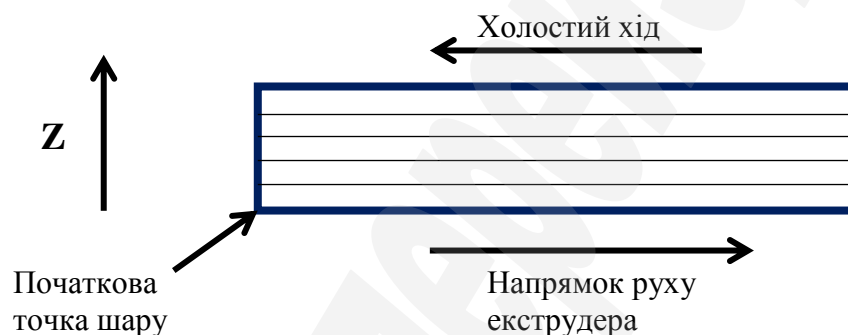 Холостий хід
Z
Початкова
точка шару
Напрямок руху
екструдера